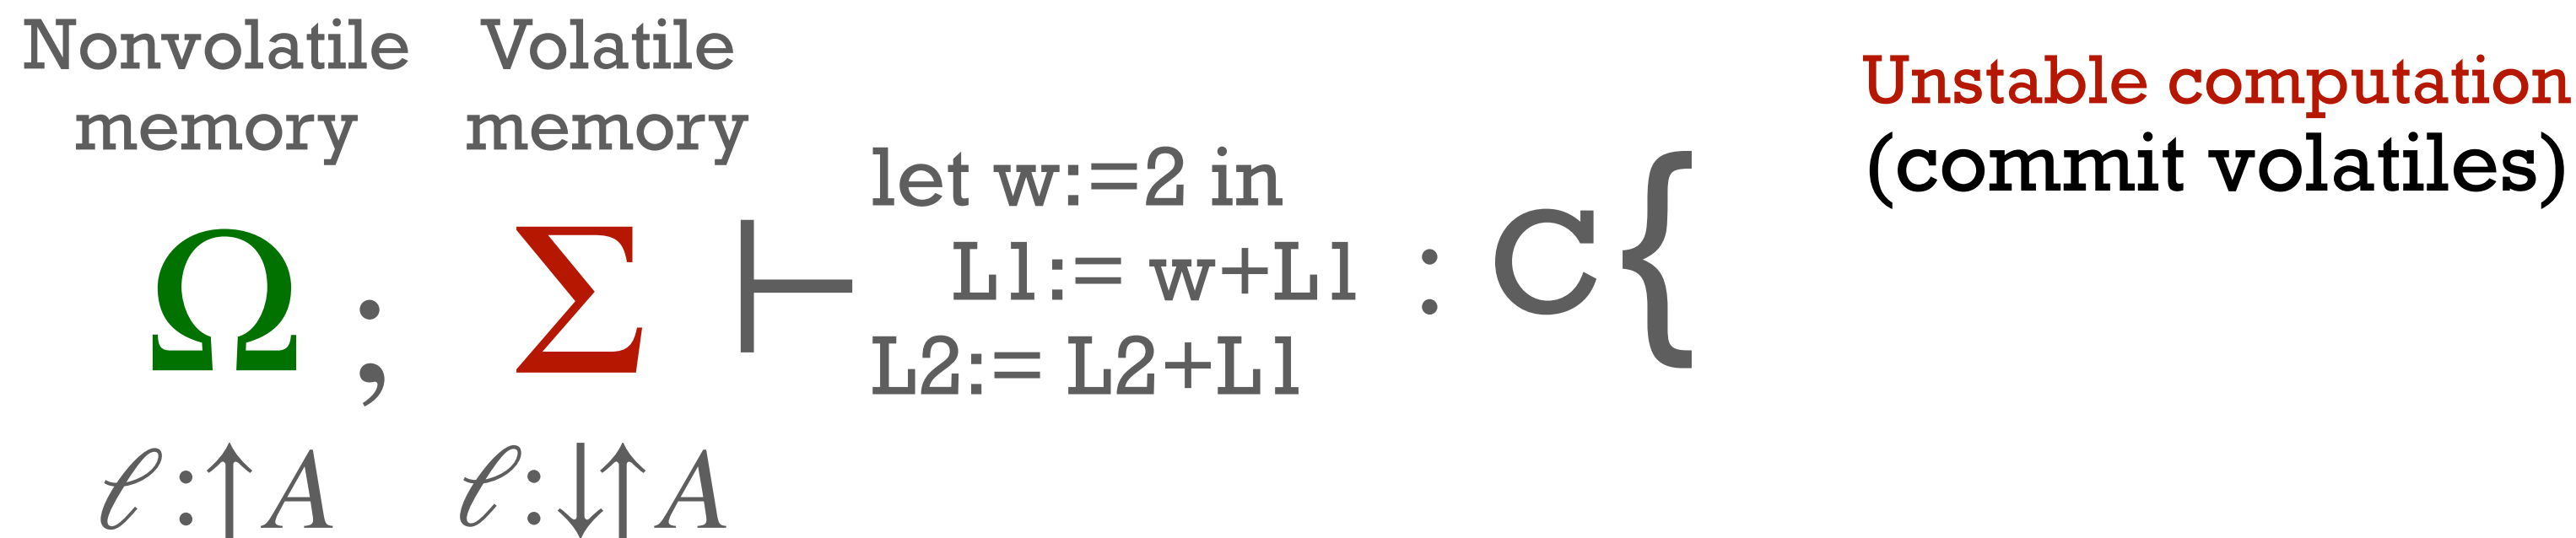 Nonvolatile memory
Volatile memory
Ω ; Σ ⊢
let w:=2 in
L1:= w+L1
L2:= L2+L1
: C{
Unstable computation
(commit volatiles)
ℓ:↑A
ℓ:↓↑A